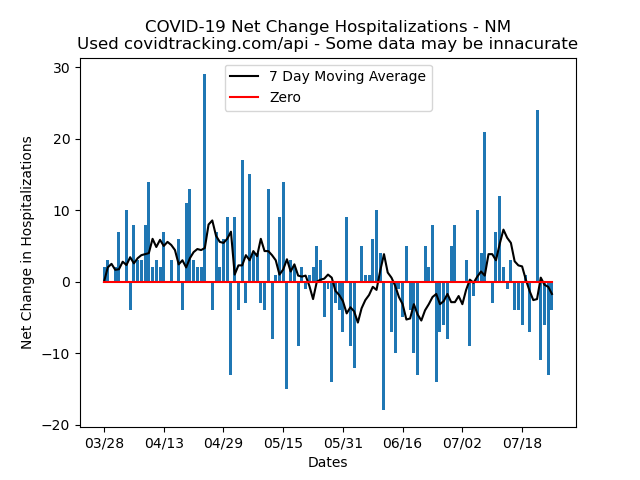 COVID-19 Net Change Hospitalizations - NM
Used covidtracking.com/api - Some data may be innacurate
7 Day Moving Average
Zero
Net Change in Hospitalizations
30
20
10
0
−10
−20
03/28 04/13 04/29 05/15 05/31 06/16 07/02 07/18
Dates